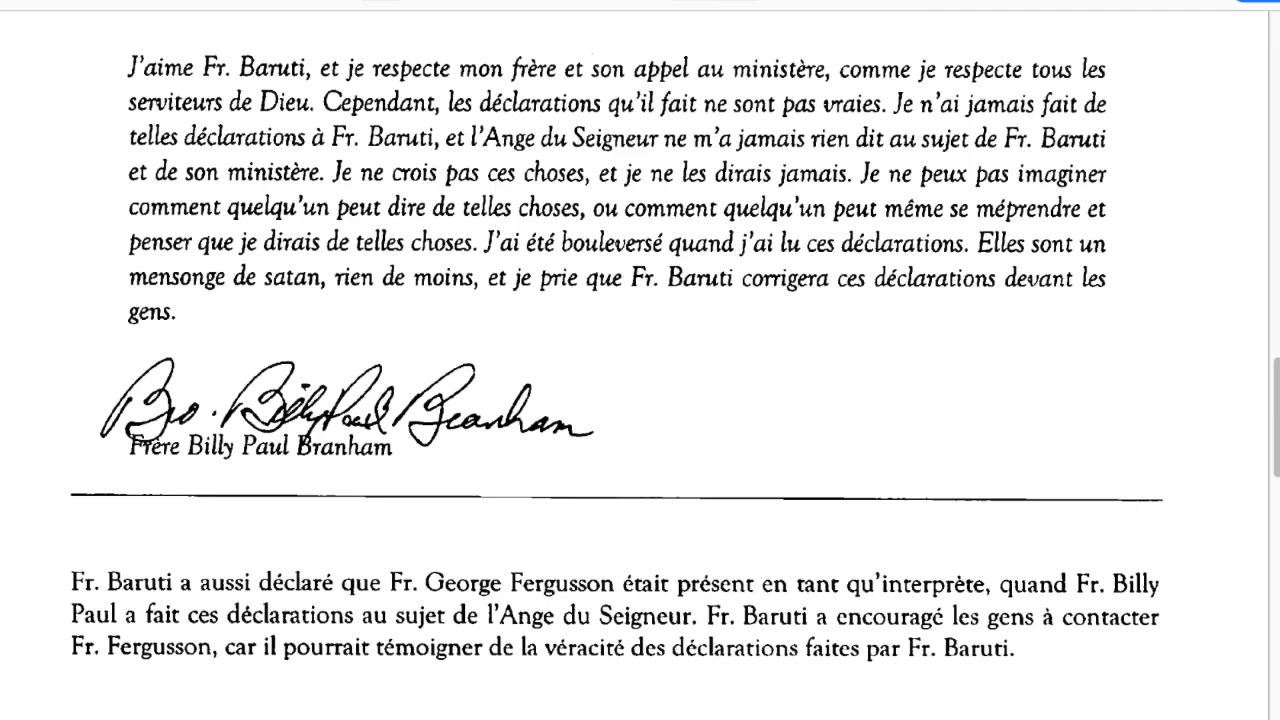 J'aime Fr. Baruti, et je respecte mon frère et son appel au ministère, comme je respecte tous les
serviteurs de Dieu. Cependant, les déclarations qu'il fait ne sont pas vraies. Je n'ai jamais fait de
telles déclarations à Fr. Baruti, et l'Ange du Seigneur ne m'a jamais rien dit au sujet de Fr. Baruti
et de son ministère. Je ne crois pas ces choses, et je ne les dirais jamais. Je ne peux pas imaginer
comment quelqu'un peut dire de telles choses, ou comment quelqu'un peut même se méprendre et
penser que je dirais de telles choses. J'ai été bouleversé quand j'ai lu ces déclarations. Elles sont un
mensonge de satan, rien de moins, et je prie que Fr. Baruti corrigera ces déclarations devant les
gens.
Bro. Billy Paul Branham
Frère Billy Paul Branham
Fr. Baruti a aussi déclaré que Fr. George Fergusson était présent en tant qu'interprète, quand Fr. Billy
Paul a fait ces déclarations au sujet de l'Ange du Seigneur. Fr. Baruti a encouragé les gens à contacter
Fr. Fergusson, car il pourrait témoigner de la véracité des déclarations faites par Fr. Baruti.